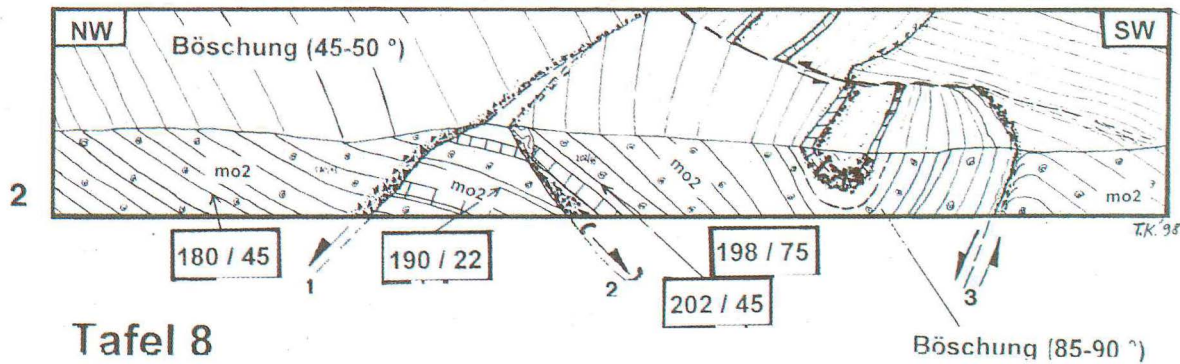 NW
SW
Böschung (45-50 °)
2
mo2
mo2
mo2
mo2
T.K. 98
180 / 45
190 / 22
198 / 75
202 / 45
1
2
3
Tafel 8
Böschung (85-90 °)